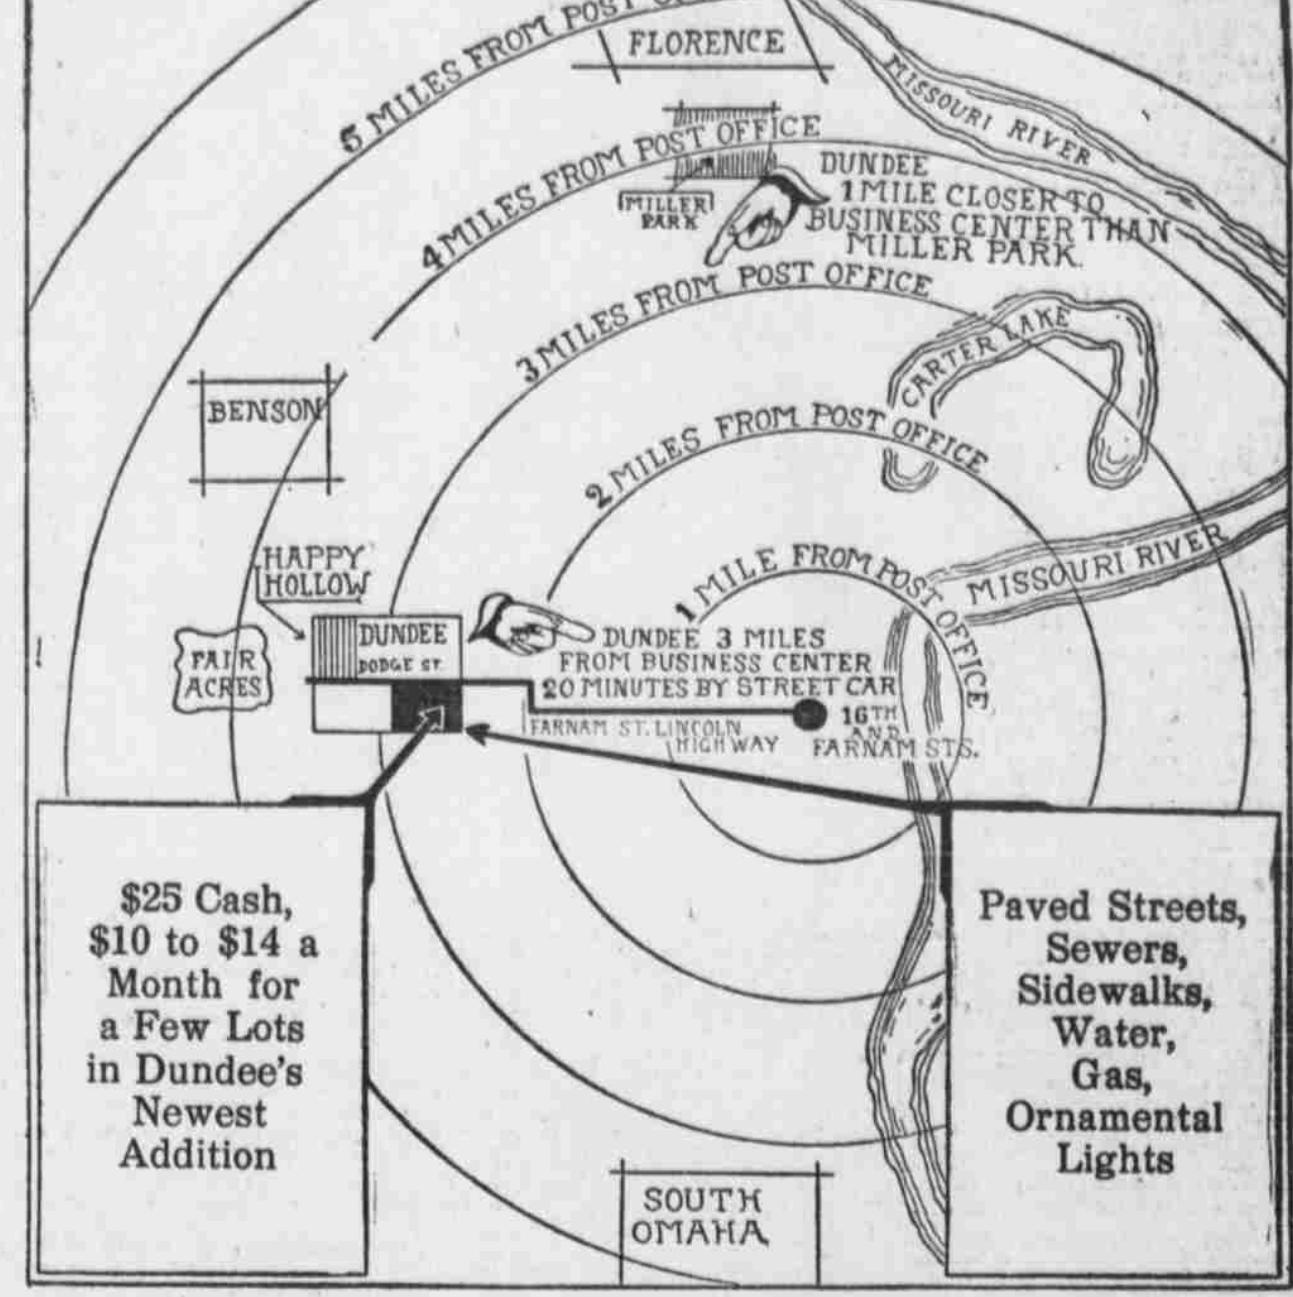 5 MILES FROM POST
FLORENCE
MISSOURI RIVER
4 MILES FROM POST OFFICE
MILLER
PARK
DUNDEE
1 MILE CLOSER TO
BUSINESS CENTER THAN
MILLER PARK.
3 MILES FROM POST OFFICE
CARTER LAKE
BENSON
2 MILES FROM POST OFFICE
MISSOURI RIVER
1 MILE FROM POST OFFICE
HAPPY
HOLLOW
FAIR
ACRES
DUNDEE
DODGE ST.
DUNDEE 3 MILES
FROM BUSINESS CENTER
20 MINUTES BY STREET CAR
FARNAM ST. LINCOLN
HIGHWAY
16TH
AND
FARNAM STS.
$25 Cash,
$10 to $14 a
Month for
a Few Lots
in Dundee's
Newest
Addition
Paved Streets,
Sewers,
Sidewalks,
Water,
Gas,
Ornamental
Lights
SOUTH
OMAHA